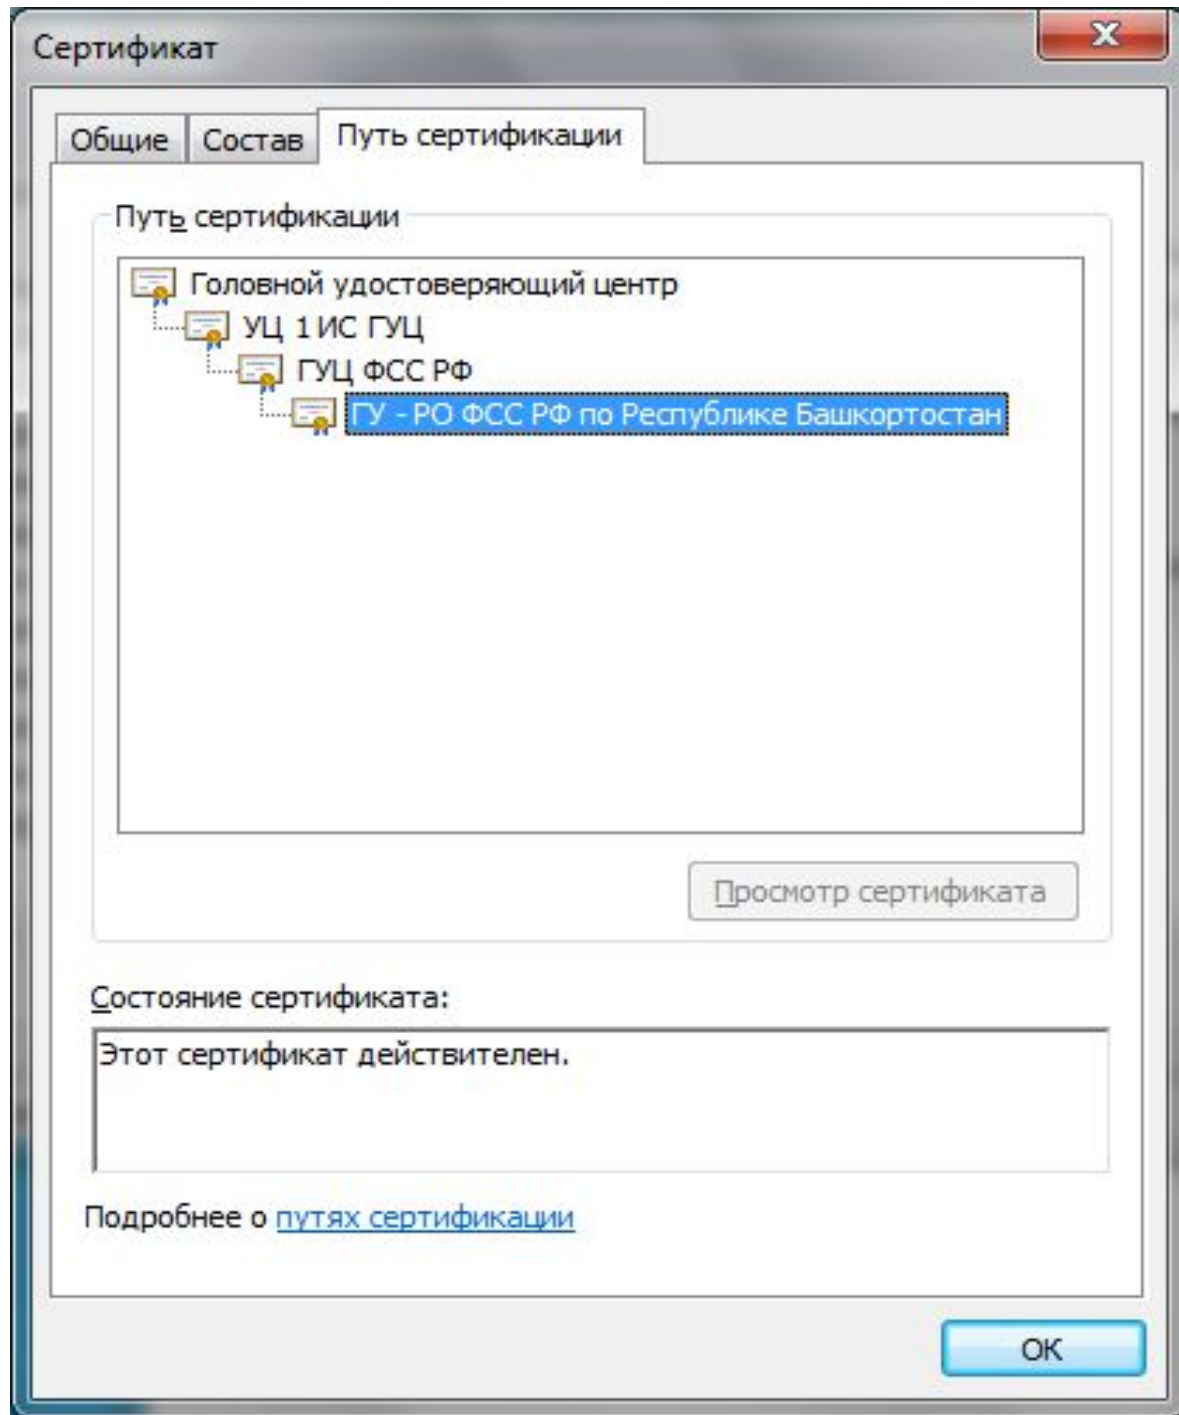 Сертификат
Общие Состав Путь сертификации
Путь сертификации
Головной удостоверяющий центр
УЦ 1 ИС ГУЦ
ГУЦ ФСС РФ
ГУ - РО ФСС РФ по Республике Башкортостан
Просмотр сертификата
Состояние сертификата:
Этот сертификат действителен.
Подробнее о путях сертификации
ОК